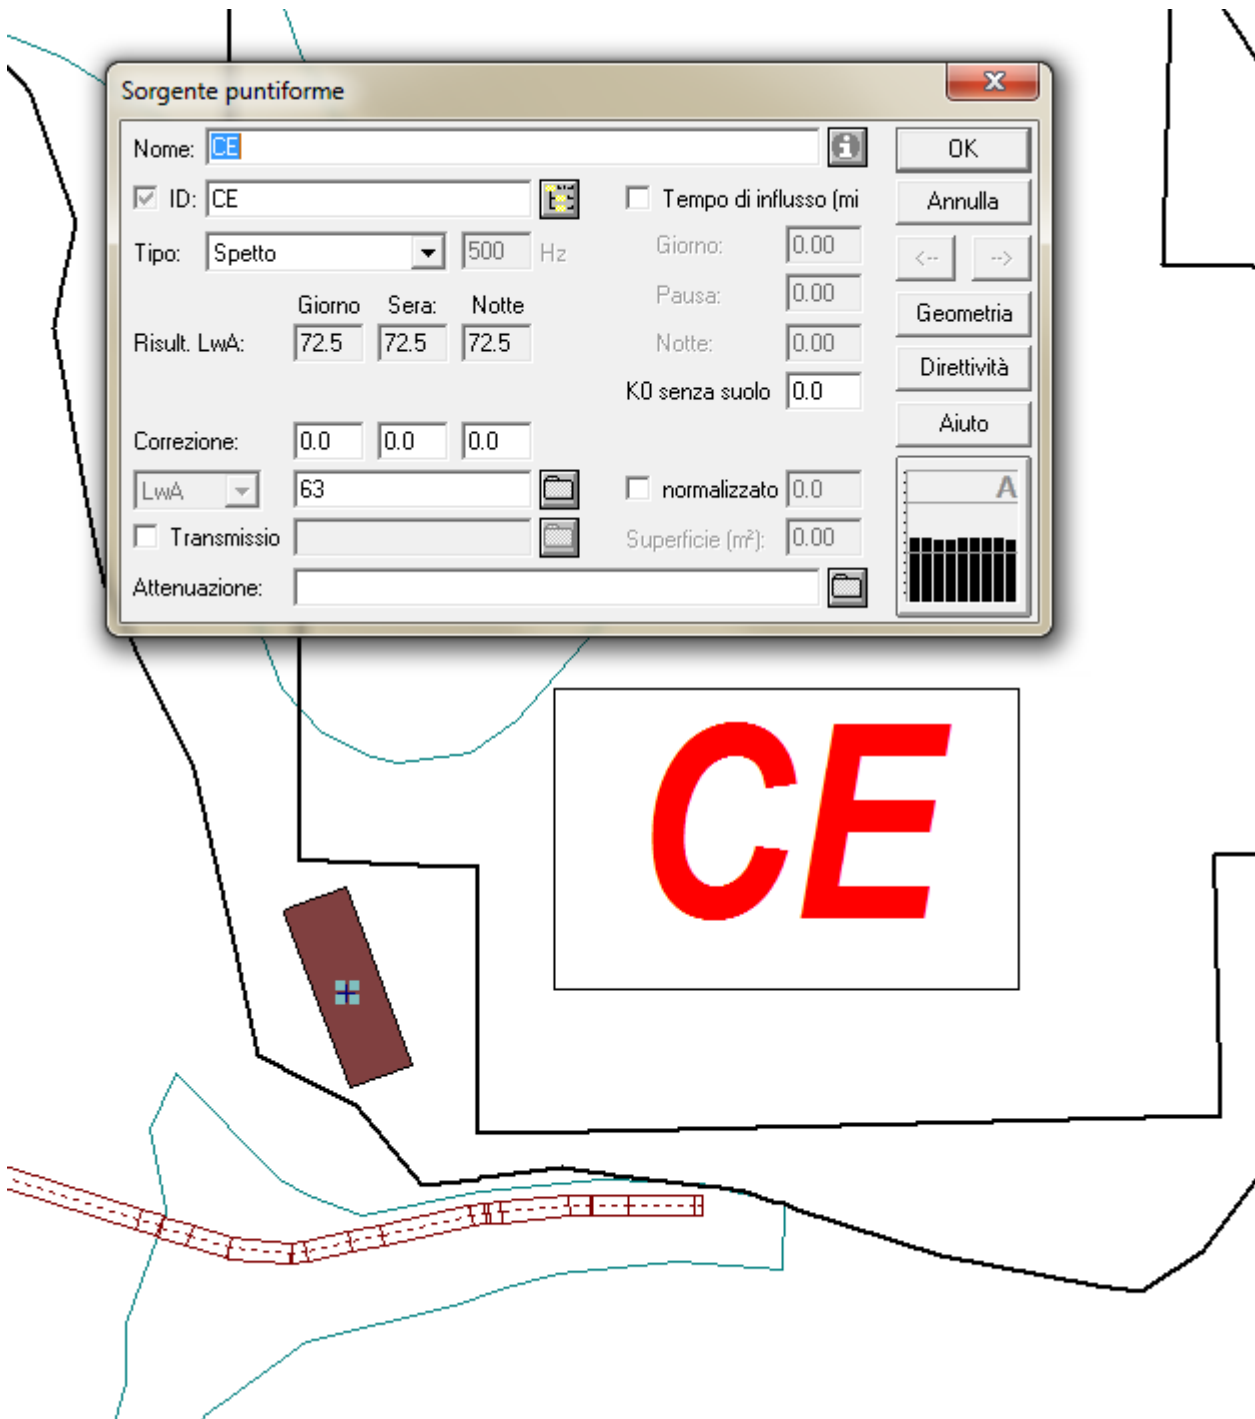 Sorgente puntiforme
Nome: CE
ID: CE
Tempo di influsso (mi
Tipo: Spetto 500 Hz
Giorno: 0.00
Pausa: 0.00
Giorno Sera: Notte
Risult. LwA: 72.5 72.5 72.5
Notte: 0.00
K0 senza suolo 0.0
Correzione: 0.0 0.0 0.0
LwA 63
normalizzato 0.0
Transmissio
Superficie (m²): 0.00
Attenuazione:
OK
Annulla
<-- -->
Geometria
Direttività
Aiuto
A
CE